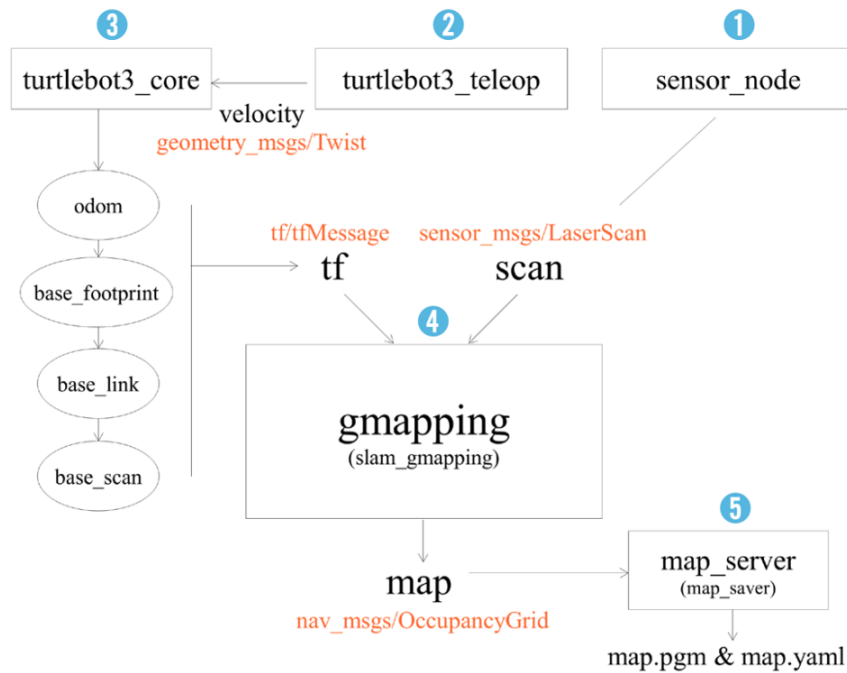 3
2
1
turtlebot3_core
turtlebot3_teleop
sensor_node
velocity
geometry_msgs/Twist
odom
tf/tfMessage
sensor_msgs/LaserScan
tf
scan
base_footprint
4
base_link
gmapping
(slam_gmapping)
base_scan
5
map_server
(map_saver)
map
nav_msgs/OccupancyGrid
map.pgm & map.yaml